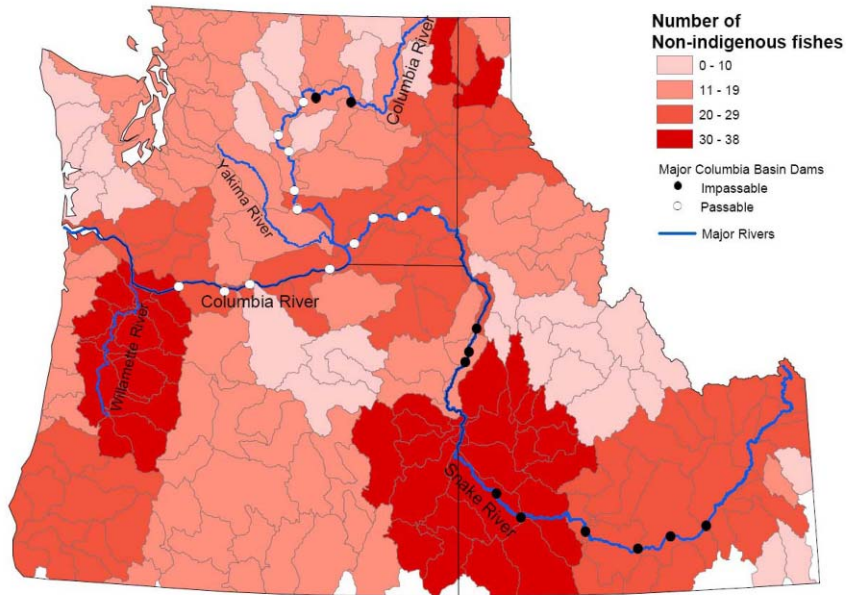 Number of
Non-indigenous fishes
0 - 10
11 - 19
20 - 29
30 - 38
Major Columbia Basin Dams
Impassable
Passable
Major Rivers
Columbia River
Yakima River
Columbia River
Willamette River
Snake River